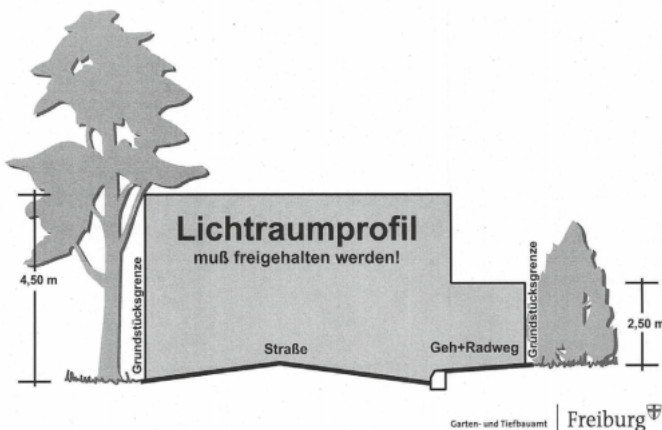 Lichtraumprofil
muß freigehalten werden!
4,50 m
Grundstücksgrenze
Straße
Geh+Radweg
Grundstücksgrenze
2,50 m
Garten- und Tiefbauamt
Freiburg